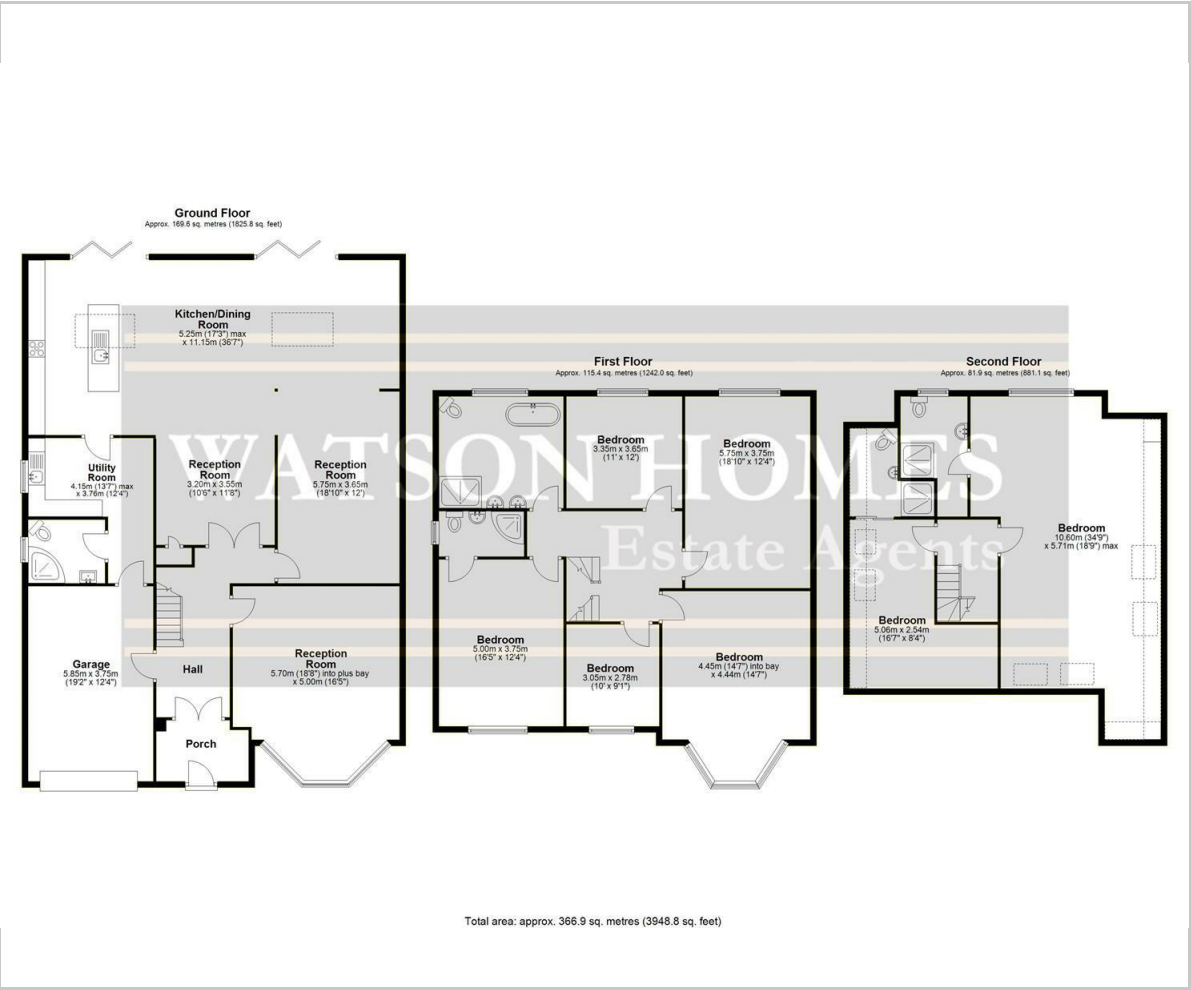 Ground Floor
Approx. 169.6 sq. metres (1825.8 sq. feet)
Kitchen/Dining
Room
5.25m (17'3") max
x 11.15m (36'7")
Utility
Room
4.15m (13'7") max
x 3.76m (12'4")
Reception
Room
3.20m x 3.55m
(10'6" x 11'8")
Reception
Room
5.75m x 3.65m
(18'10" x 12')
Garage
5.85m x 3.75m
(19'2" x 12'4")
Hall
Reception
Room
5.70m (18'8") into plus bay
x 5.00m (16'5")
Porch
First Floor
Approx. 115.4 sq. metres (1242.0 sq. feet)
Bedroom
3.35m x 3.65m
(11' x 12')
Bedroom
5.75m x 3.75m
(18'10" x 12'4")
Bedroom
5.00m x 3.75m
(16'5" x 12'4")
Bedroom
3.05m x 2.78m
(10' x 9'1")
Bedroom
4.45m (14'7") into bay
x 4.44m (14'7")
Second Floor
Approx. 81.9 sq. metres (881.1 sq. feet)
Bedroom
10.60m (34'9")
x 5.71m (18'9") max
Bedroom
5.06m x 2.54m
(16'7" x 8'4")
WATSON HOMES
Estate Agents
Total area: approx. 366.9 sq. metres (3948.8 sq. feet)